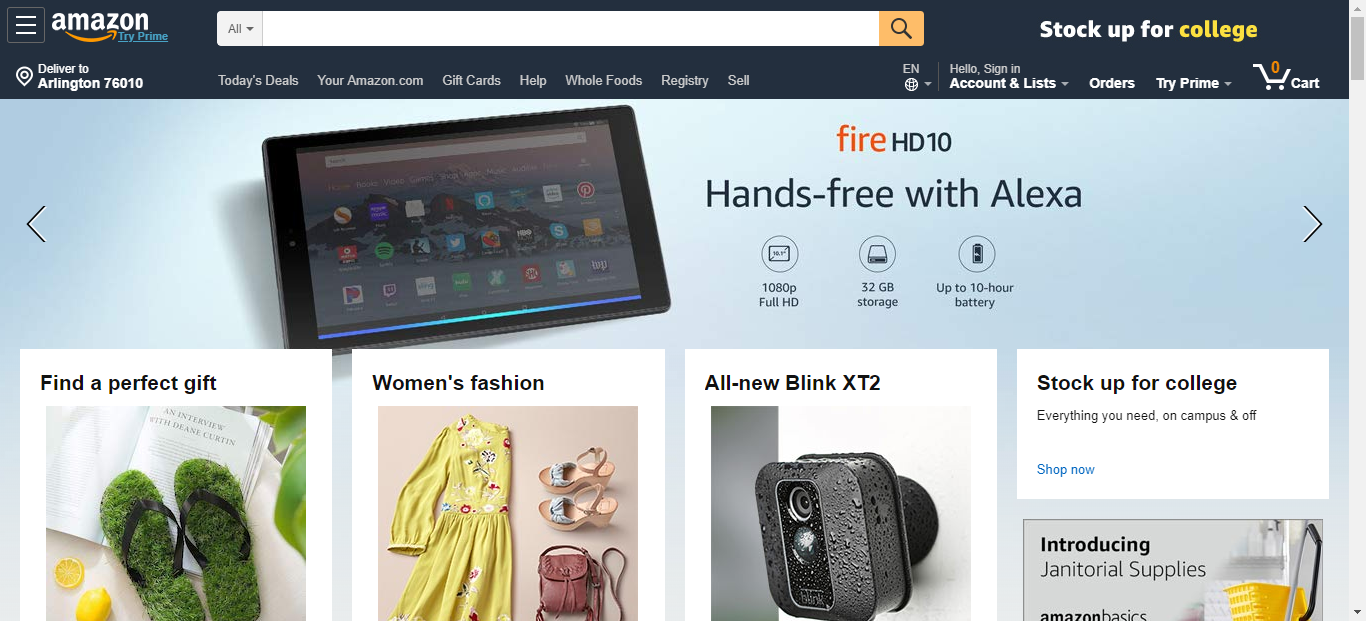 amazon
Try Prime
All
Stock up for college
Deliver to
Arlington 76010
Today's Deals Your Amazon.com Gift Cards Help Whole Foods Registry Sell
EN
Hello, Sign in
Account & Lists
Orders
Try Prime
0
Cart
fire HD10
Hands-free with Alexa
10.1"
1080p
Full HD
32 GB
storage
Up to 10-hour
battery
Find a perfect gift
AN INTERVIEW
WITH DEANE CURTIN
Women's fashion
All-new Blink XT2
blink
Stock up for college
Everything you need, on campus & off
Shop now
Introducing
Janitorial Supplies
amazonbasics